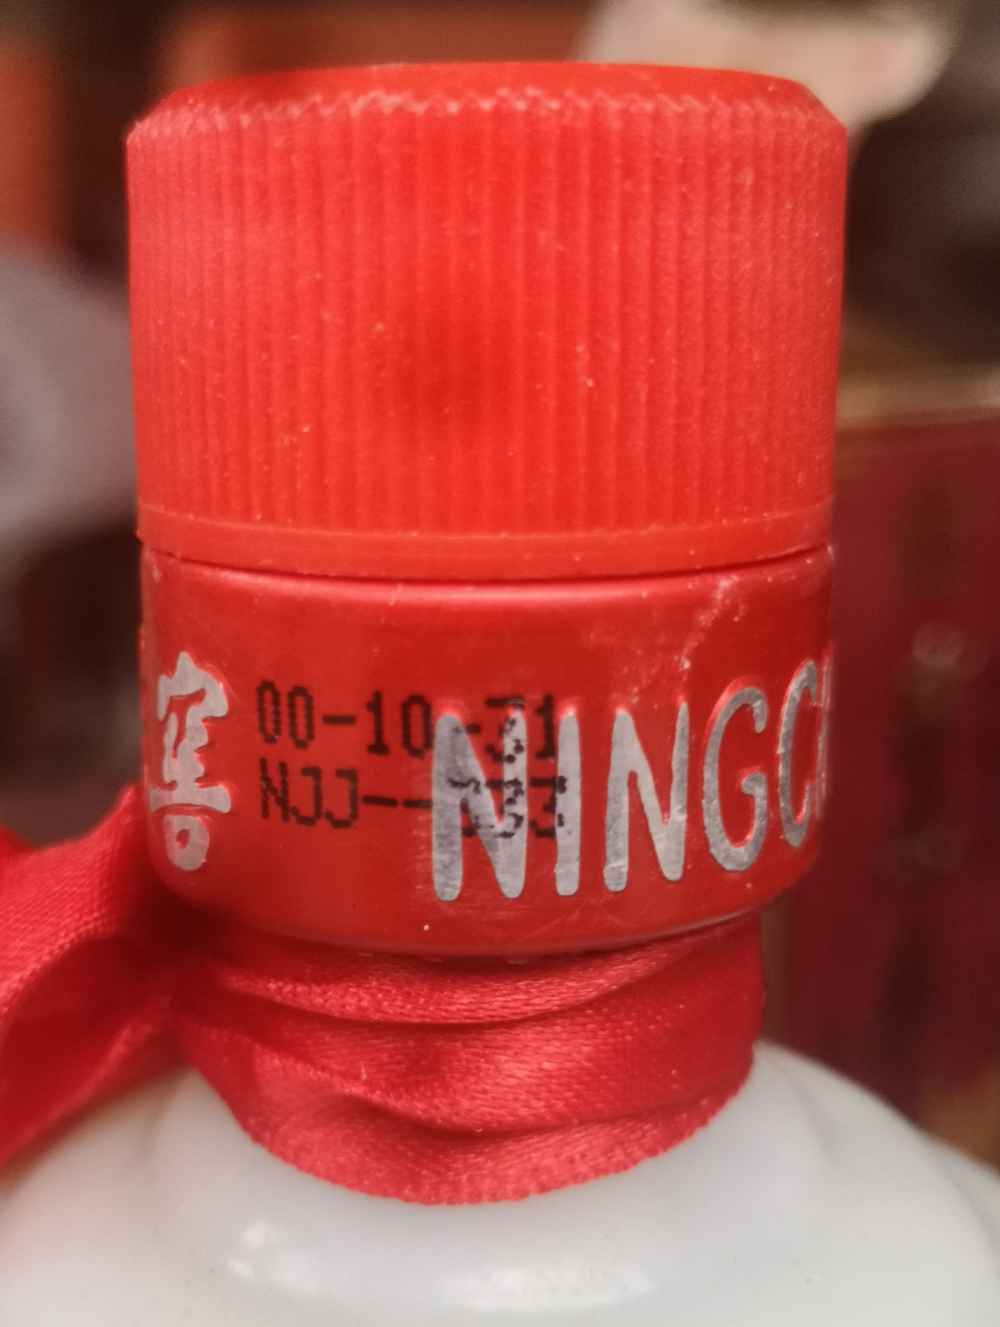 窖
00-10-31
NJJ--
NINGC